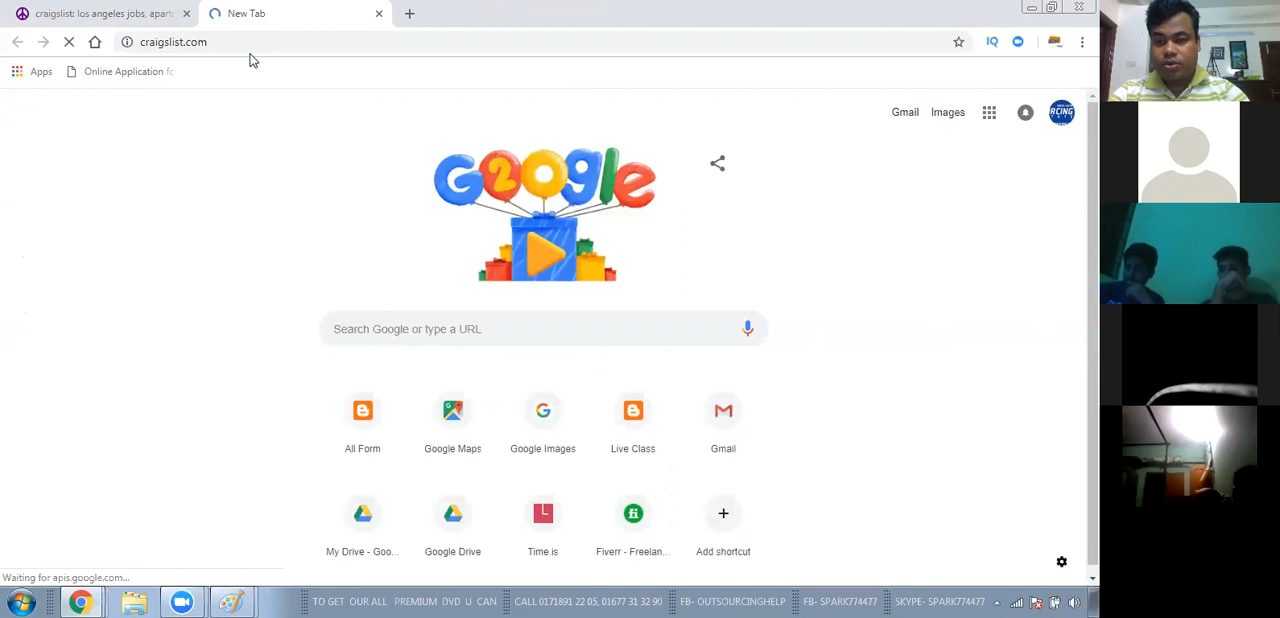 craigslist: los angeles jobs, apart
New Tab
craigslist.com
Apps
Online Application fo
Gmail
Images
RCING
G2OGLE
Search Google or type a URL
All Form
Google Maps
Google Images
Live Class
Gmail
My Drive - Goo...
Google Drive
Time.is
Fiverr - Freelan...
Add shortcut
Waiting for apis.google.com...
TO GET OUR ALL PREMIUM DVD U CAN
CALL 0171891 22 05, 01677 31 32 90
FB- OUTSOURCINGHELP
FB- SPARK774477
SKYPE- SPARK774477